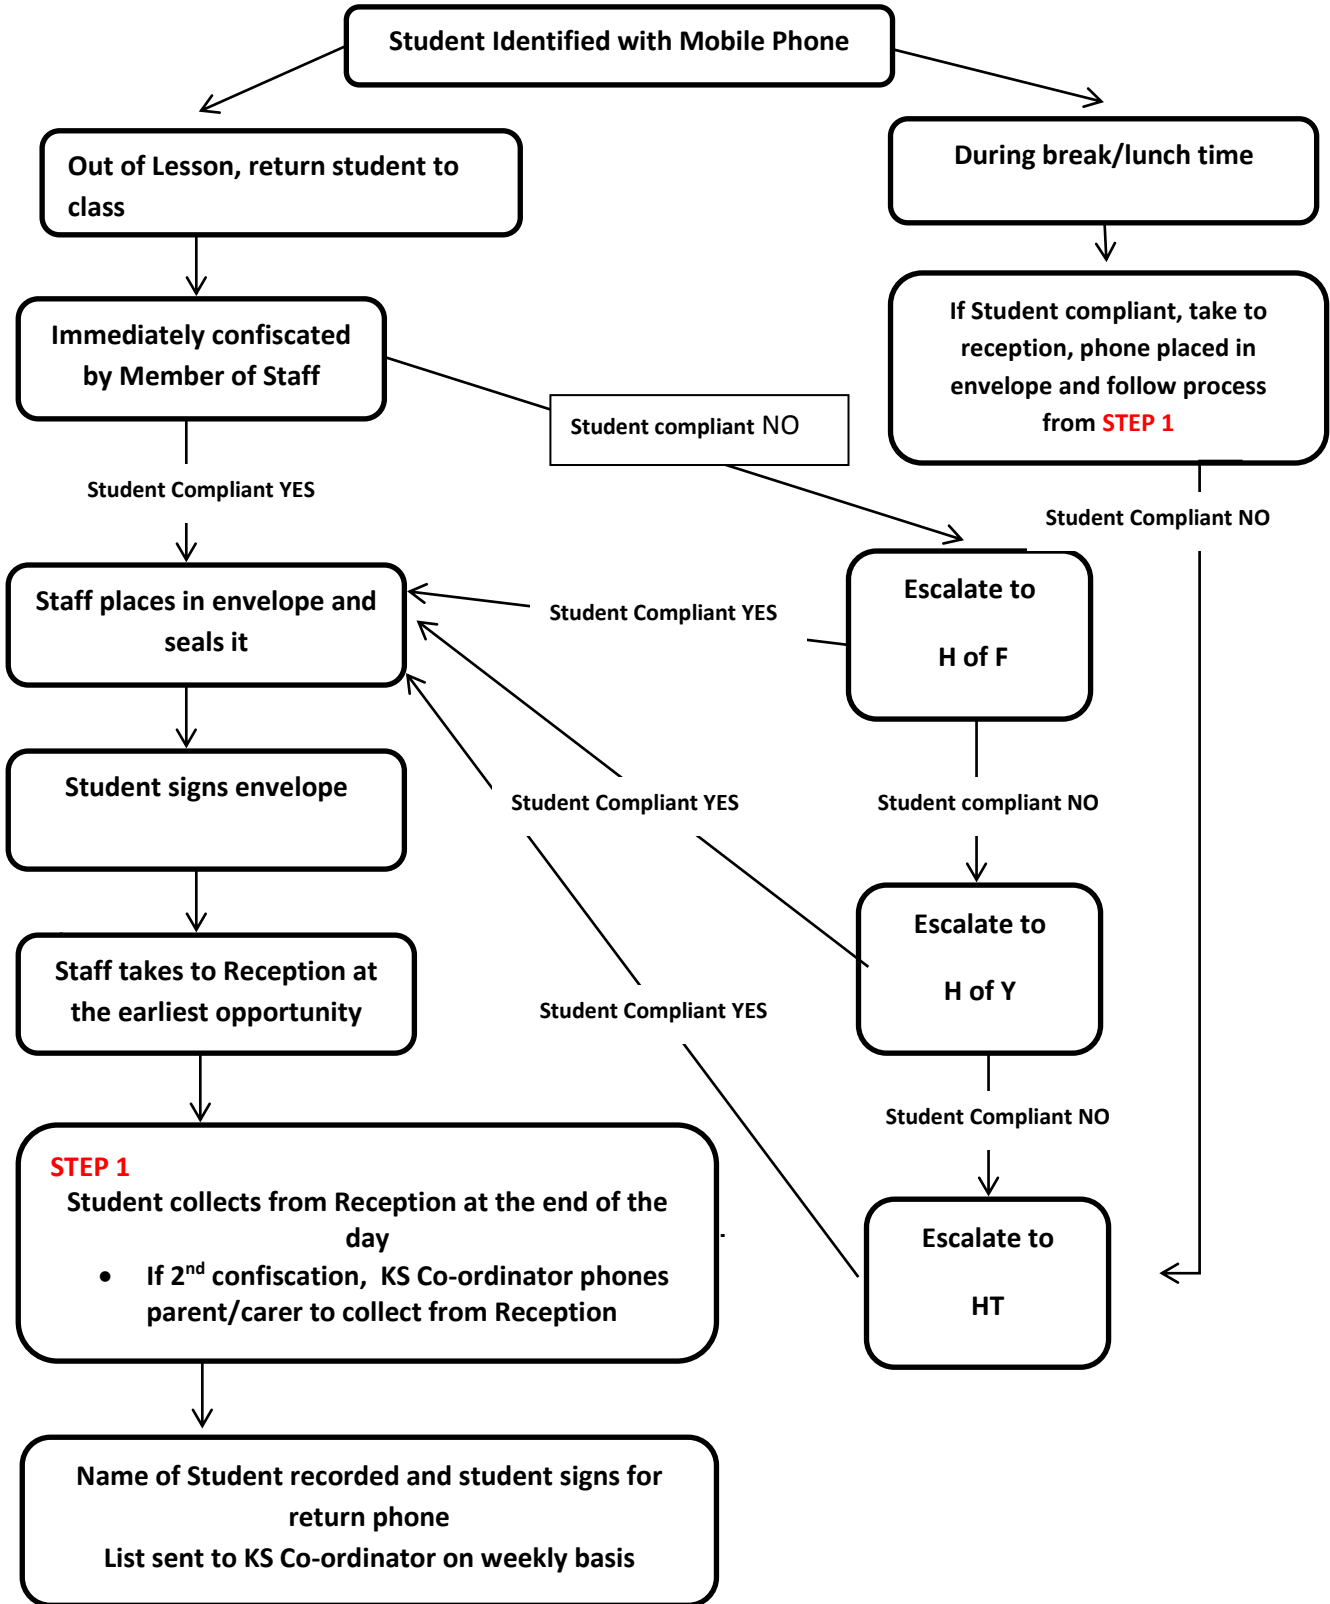 Student Identified with Mobile Phone
Out of Lesson, return student to
class
During break/lunch time
Immediately confiscated
by Member of Staff
If Student compliant, take to
reception, phone placed in
envelope and follow process
from STEP 1
Student compliant NO
Student Compliant YES
Student Compliant NO
Staff places in envelope and
seals it
Student Compliant YES
Escalate to
H of F
Student signs envelope
Student Compliant YES
Student compliant NO
Staff takes to Reception at
the earliest opportunity
Student Compliant YES
Escalate to
H of Y
Student Compliant NO
STEP 1
Student collects from Reception at the end of the
day
• If 2nd confiscation, KS Co-ordinator phones
parent/carer to collect from Reception
Escalate to
HT
Name of Student recorded and student signs for
return phone
List sent to KS Co-ordinator on weekly basis